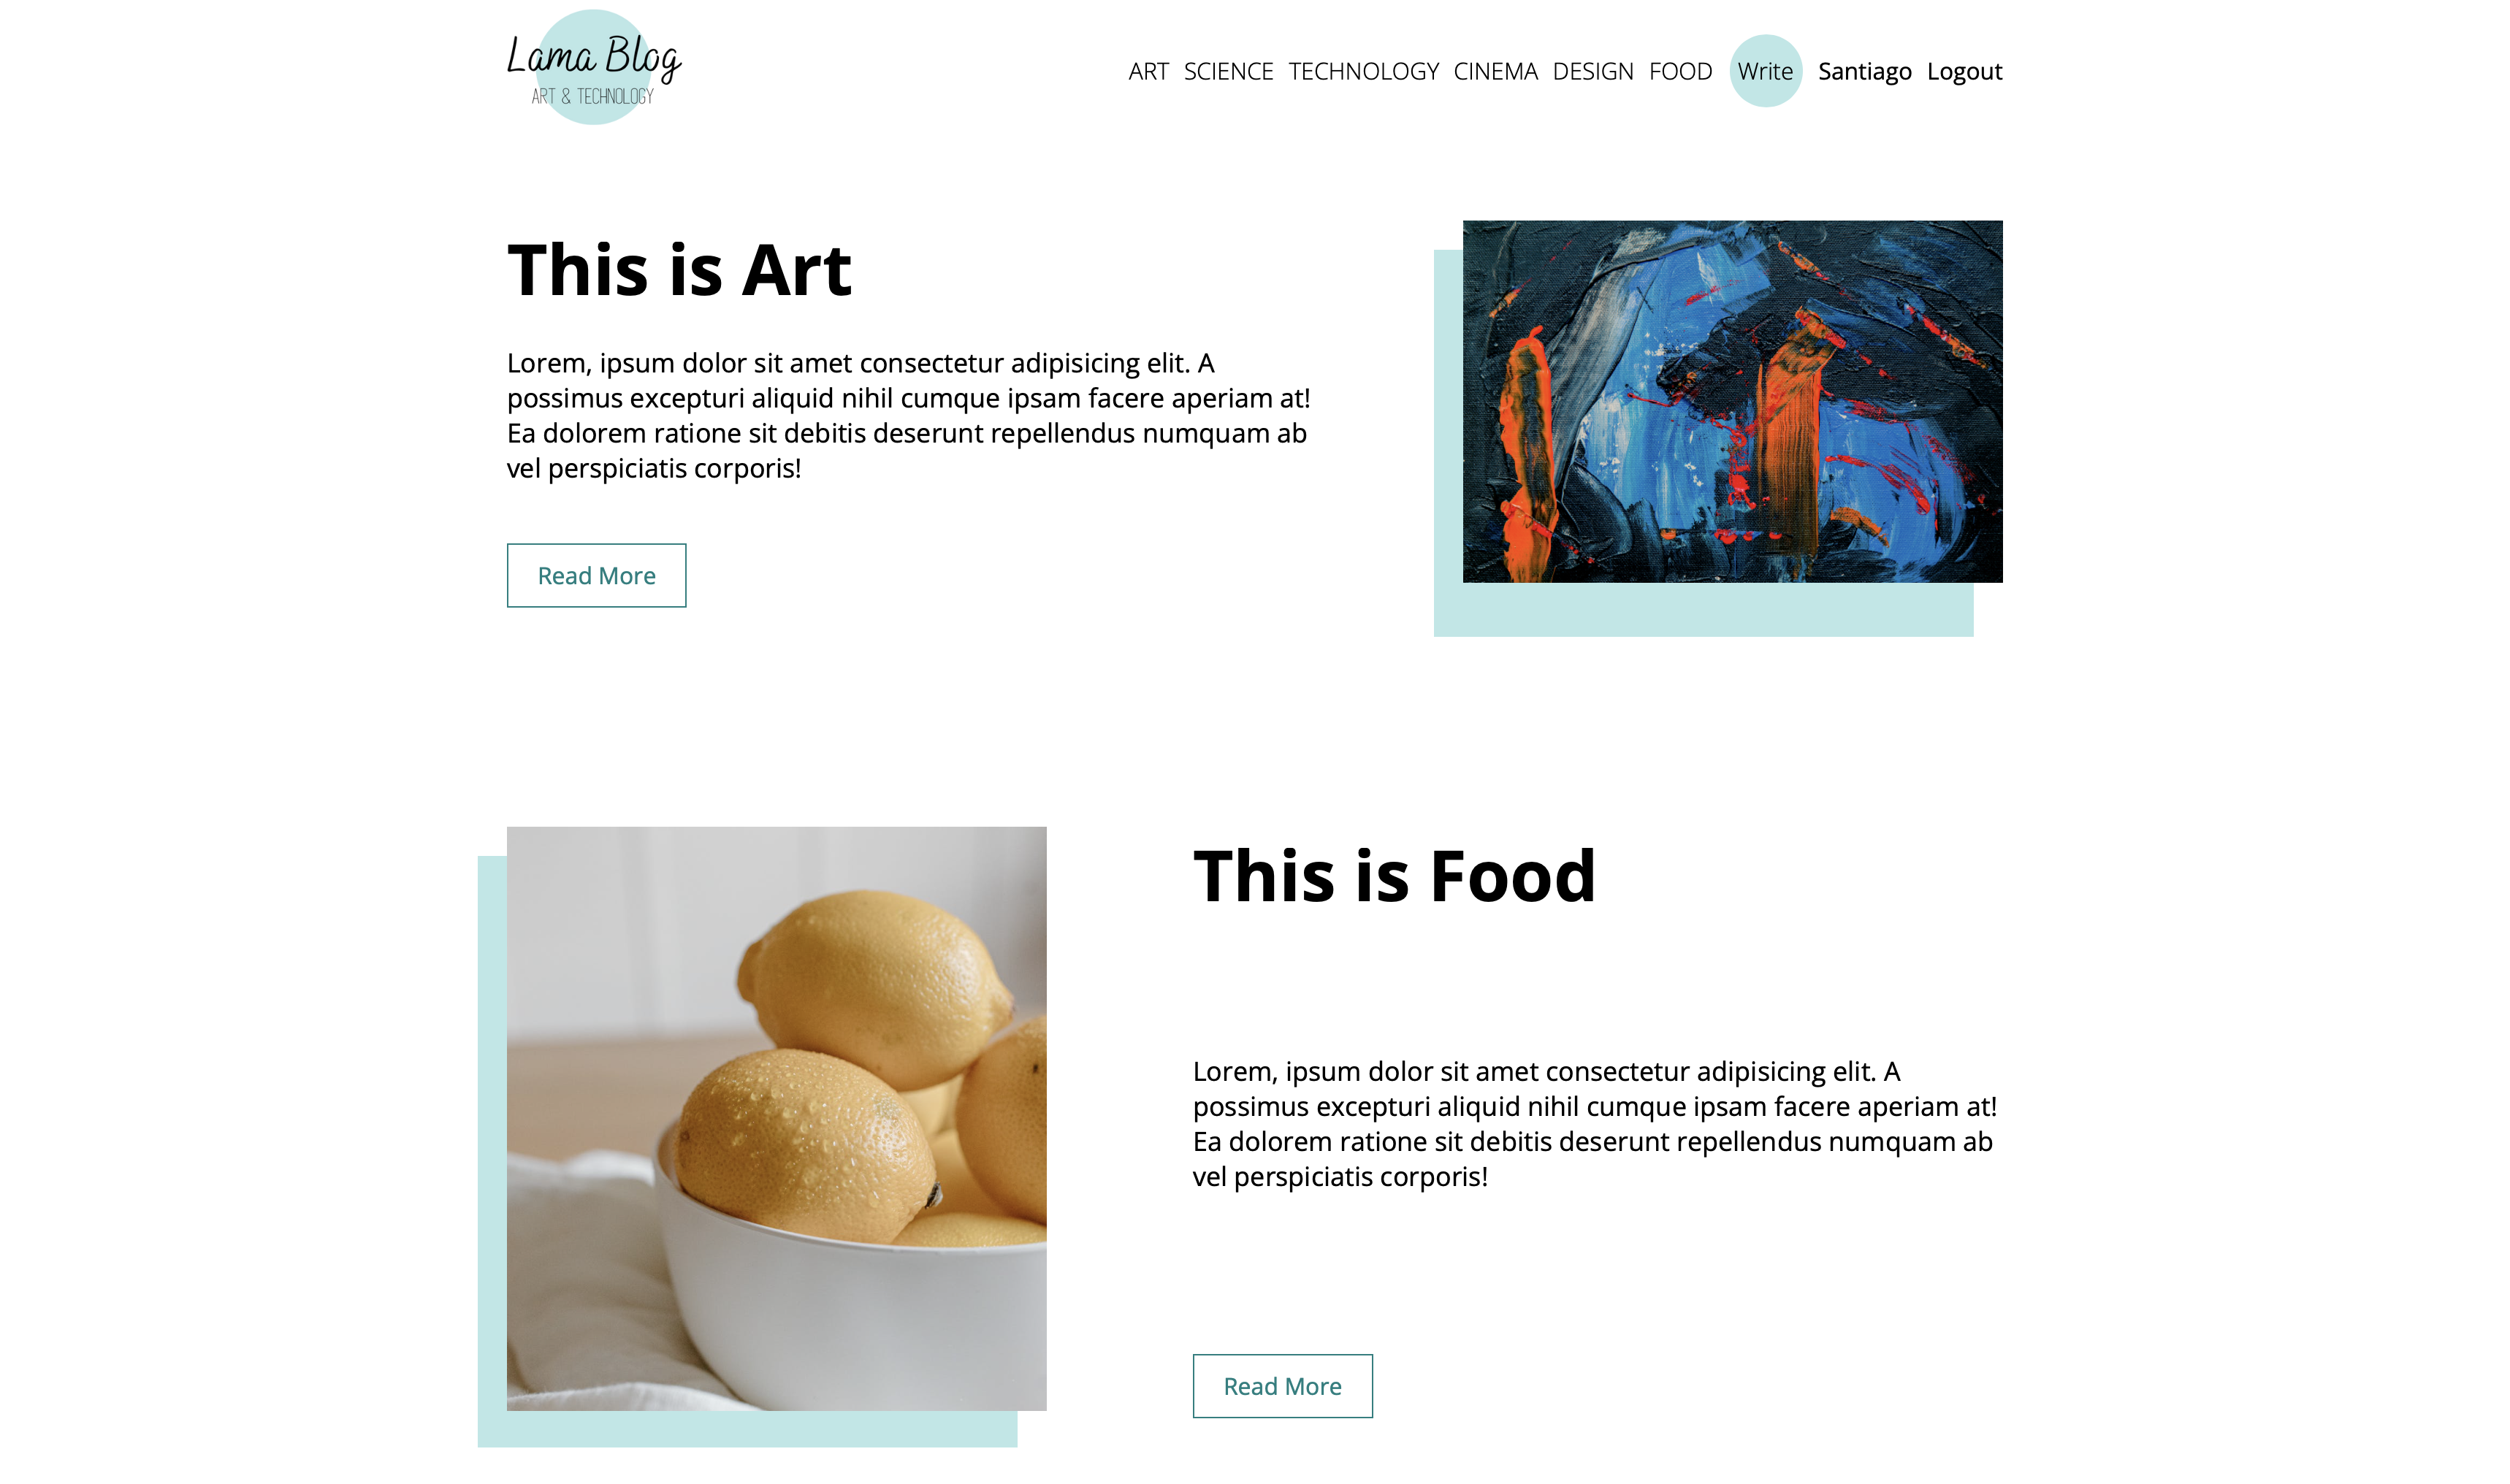 Lama Blog
ART & TECHNOLOGY
ART SCIENCE TECHNOLOGY CINEMA DESIGN FOOD Write Santiago Logout
This is Art
Lorem, ipsum dolor sit amet consectetur adipisicing elit. A
possimus excepturi aliquid nihil cumque ipsam facere aperiam at!
Ea dolorem ratione sit debitis deserunt repellendus numquam ab
vel perspiciatis corporis!
Read More
This is Food
Lorem, ipsum dolor sit amet consectetur adipisicing elit. A
possimus excepturi aliquid nihil cumque ipsam facere aperiam at!
Ea dolorem ratione sit debitis deserunt repellendus numquam ab
vel perspiciatis corporis!
Read More